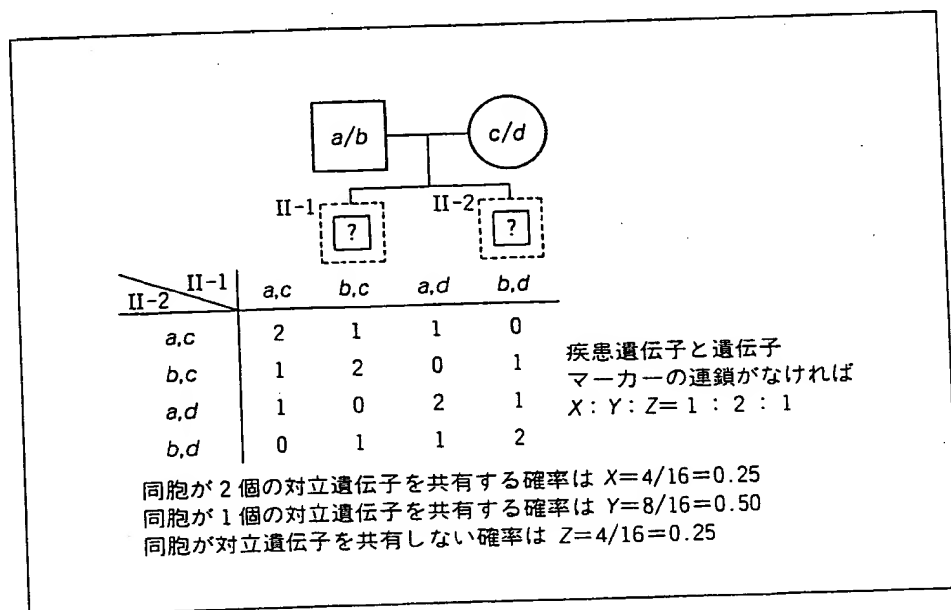 a/b c/d
II-1 II-2
? ?
II-1 a,c b,c a,d b,d
II-2
a,c 2 1 1 0
b,c 1 2 0 1
a,d 1 0 2 1
b,d 0 1 1 2
疾患遺伝子と遺伝子
マーカーの連鎖がなければ
X:Y:Z=1:2:1
同胞が2個の対立遺伝子を共有する確率は X=4/16=0.25
同胞が1個の対立遺伝子を共有する確率は Y=8/16=0.50
同胞が対立遺伝子を共有しない確率は Z=4/16=0.25